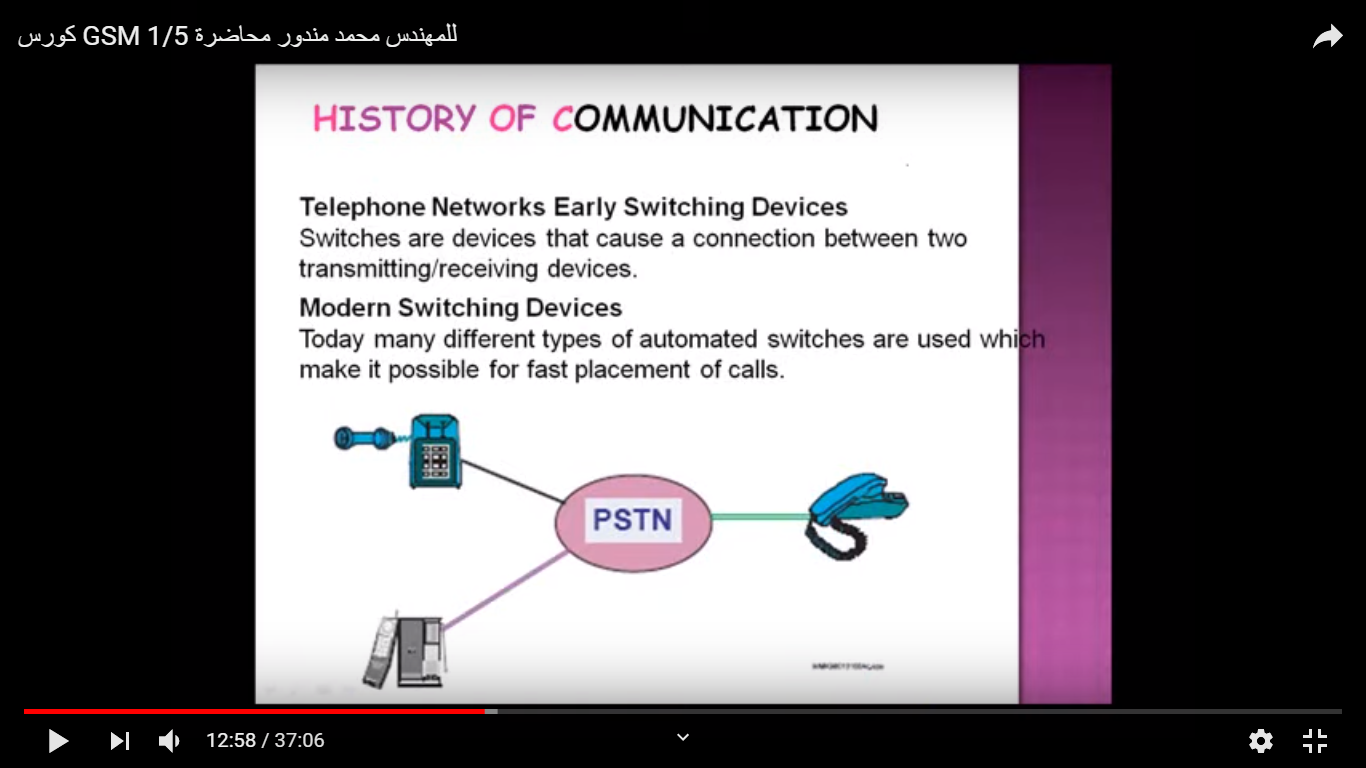 كورس GSM 1/5 للمهندس محمد مندور محاضرة
HISTORY OF COMMUNICATION
Telephone Networks Early Switching Devices
Switches are devices that cause a connection between two
transmitting/receiving devices.
Modern Switching Devices
Today many different types of automated switches are used which
make it possible for fast placement of calls.
PSTN
12:58 / 37:06